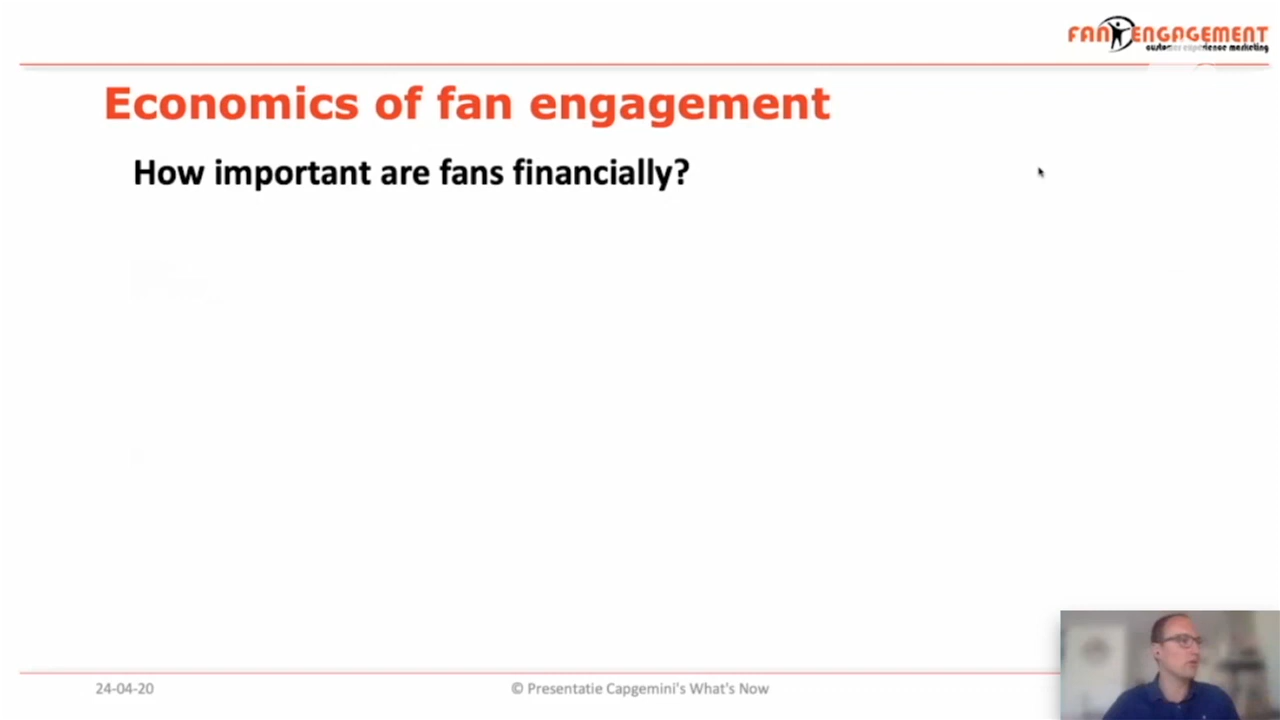 FAN ENGAGEMENT
customer experience marketing
Economics of fan engagement
How important are fans financially?
24-04-20
© Presentatie Capgemini's What's Now